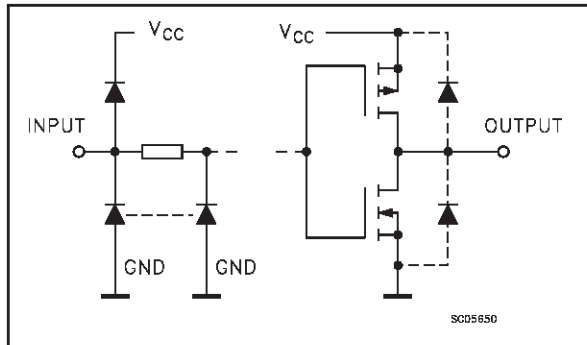 VCC
VCC
INPUT
OUTPUT
GND
GND
SC05650